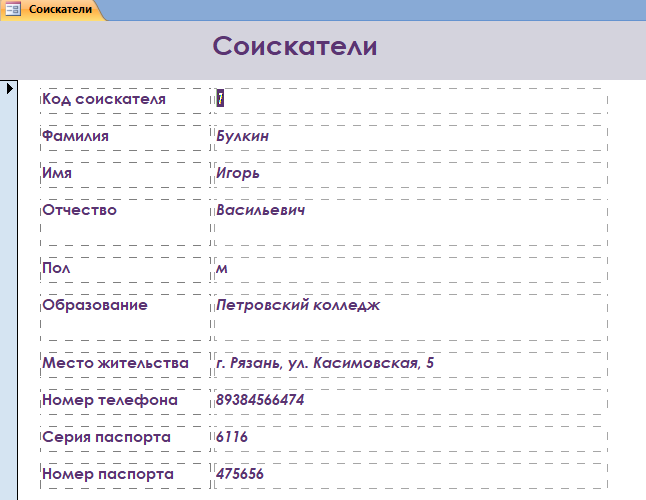 Соискатели
Соискатели
Код соискателя 1
Фамилия Булкин
Имя Игорь
Отчество Васильевич
Пол м
Образование Петровский колледж
Место жительства г. Рязань, ул. Касимовская, 5
Номер телефона 89384566474
Серия паспорта 6116
Номер паспорта 475656